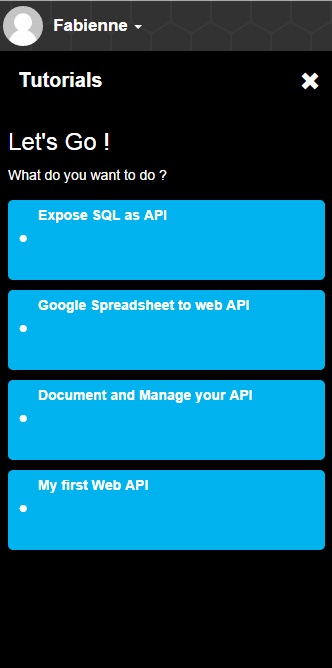 Fabienne
Tutorials
Let's Go !
What do you want to do ?
Expose SQL as API
Google Spreadsheet to web API
Document and Manage your API
My first Web API